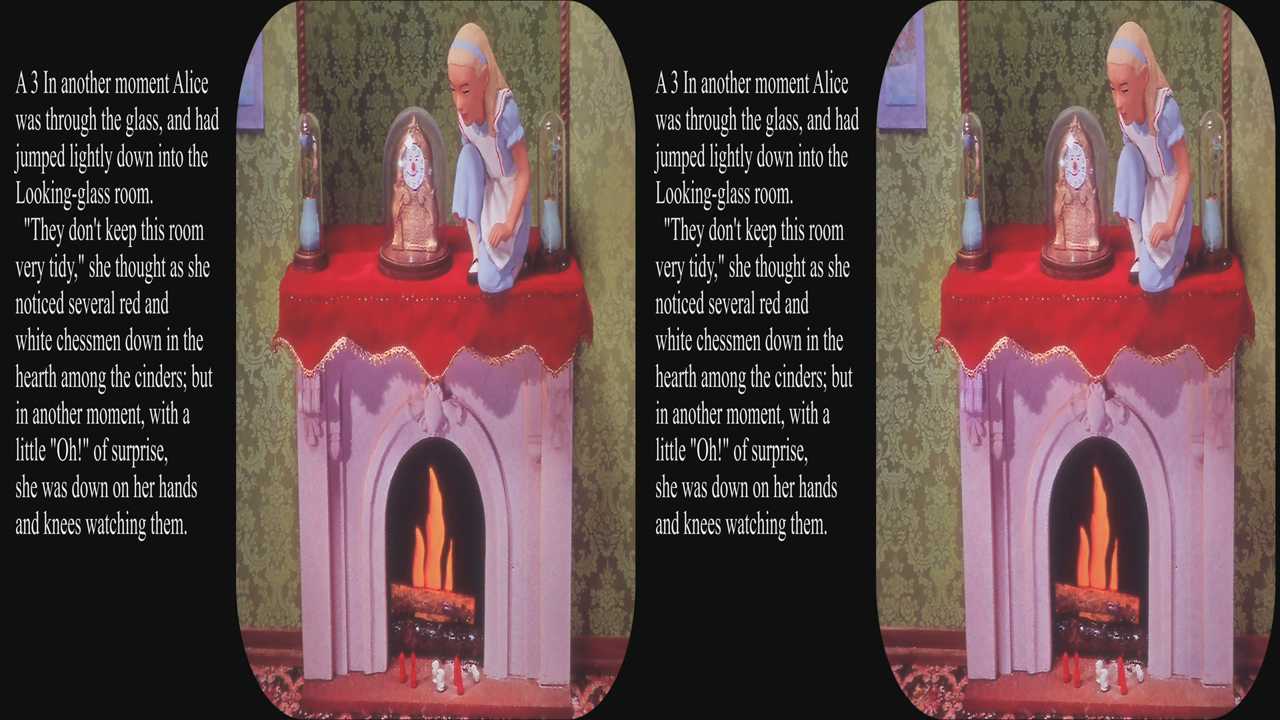 A 3 In another moment Alice
was through the glass, and had
jumped lightly down into the
Looking-glass room.
"They don't keep this room
very tidy," she thought as she
noticed several red and
white chessmen down in the
hearth among the cinders; but
in another moment, with a
little "Oh!" of surprise,
she was down on her hands
and knees watching them.
A 3 In another moment Alice
was through the glass, and had
jumped lightly down into the
Looking-glass room.
"They don't keep this room
very tidy," she thought as she
noticed several red and
white chessmen down in the
hearth among the cinders; but
in another moment, with a
little "Oh!" of surprise,
she was down on her hands
and knees watching them.